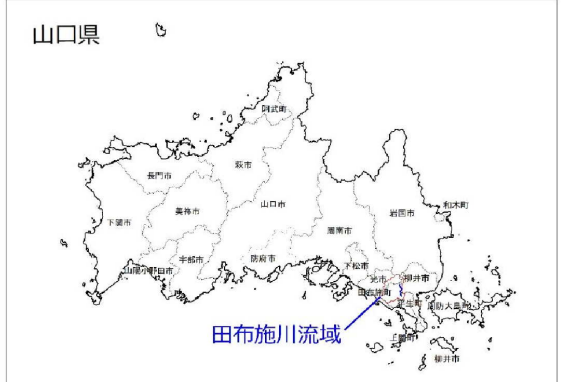 山口県
阿武町
萩市
長門市
美祢市
山口市
下関市
岩国市
和木町
周南市
宇部市
防府市
下松市
山陽小野田市
光市
柳井市
田布施町
平生町
周防大島町
田布施川流域
上関町
柳井市